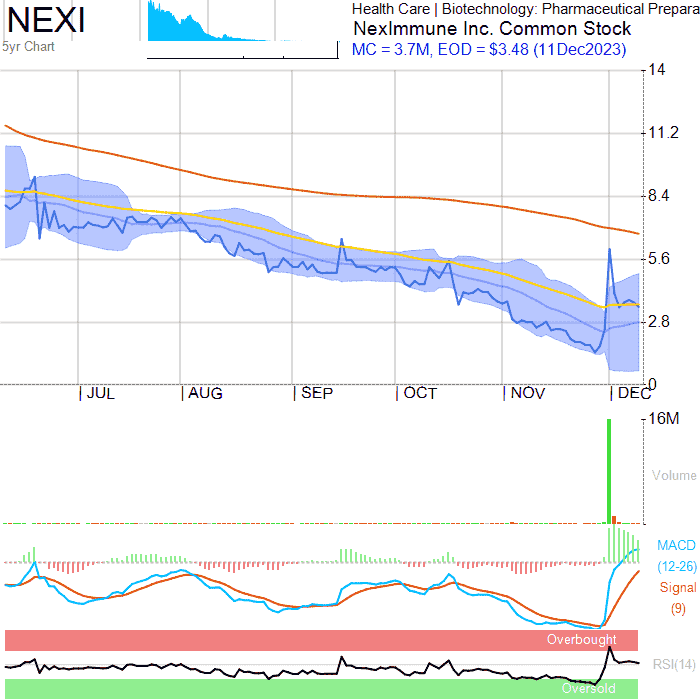 NEXI
5yr Chart
Health Care | Biotechnology: Pharmaceutical Prepara
NexImmune Inc. Common Stock
MC = 3.7M, EOD = $3.48 (11Dec2023)
14
11.2
8.4
5.6
2.8
0
JUL AUG SEP OCT NOV DEC
16M
Volume
MACD
(12-26)
Signal
(9)
Overbought
RSI(14)
Oversold